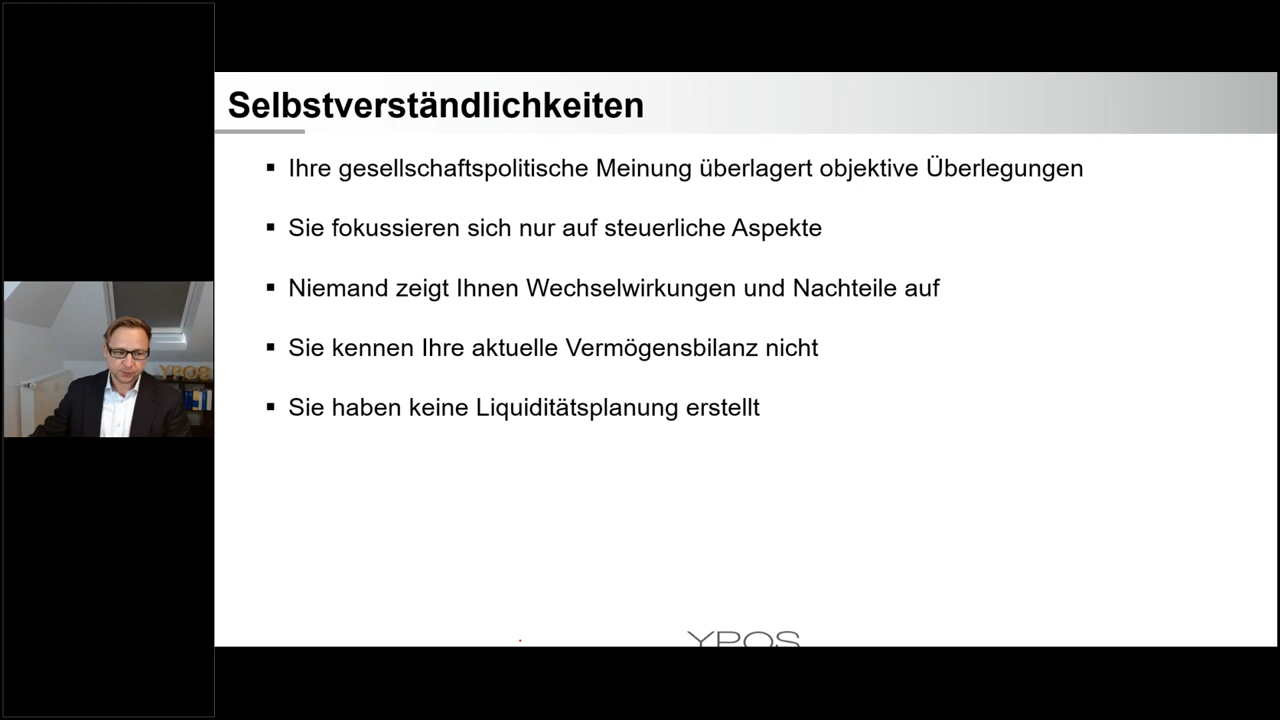 Selbstverständlichkeiten
▪ Ihre gesellschaftspolitische Meinung überlagert objektive Überlegungen
▪ Sie fokussieren sich nur auf steuerliche Aspekte
▪ Niemand zeigt Ihnen Wechselwirkungen und Nachteile auf
▪ Sie kennen Ihre aktuelle Vermögensbilanz nicht
▪ Sie haben keine Liquiditätsplanung erstellt
YPOS
YPOS